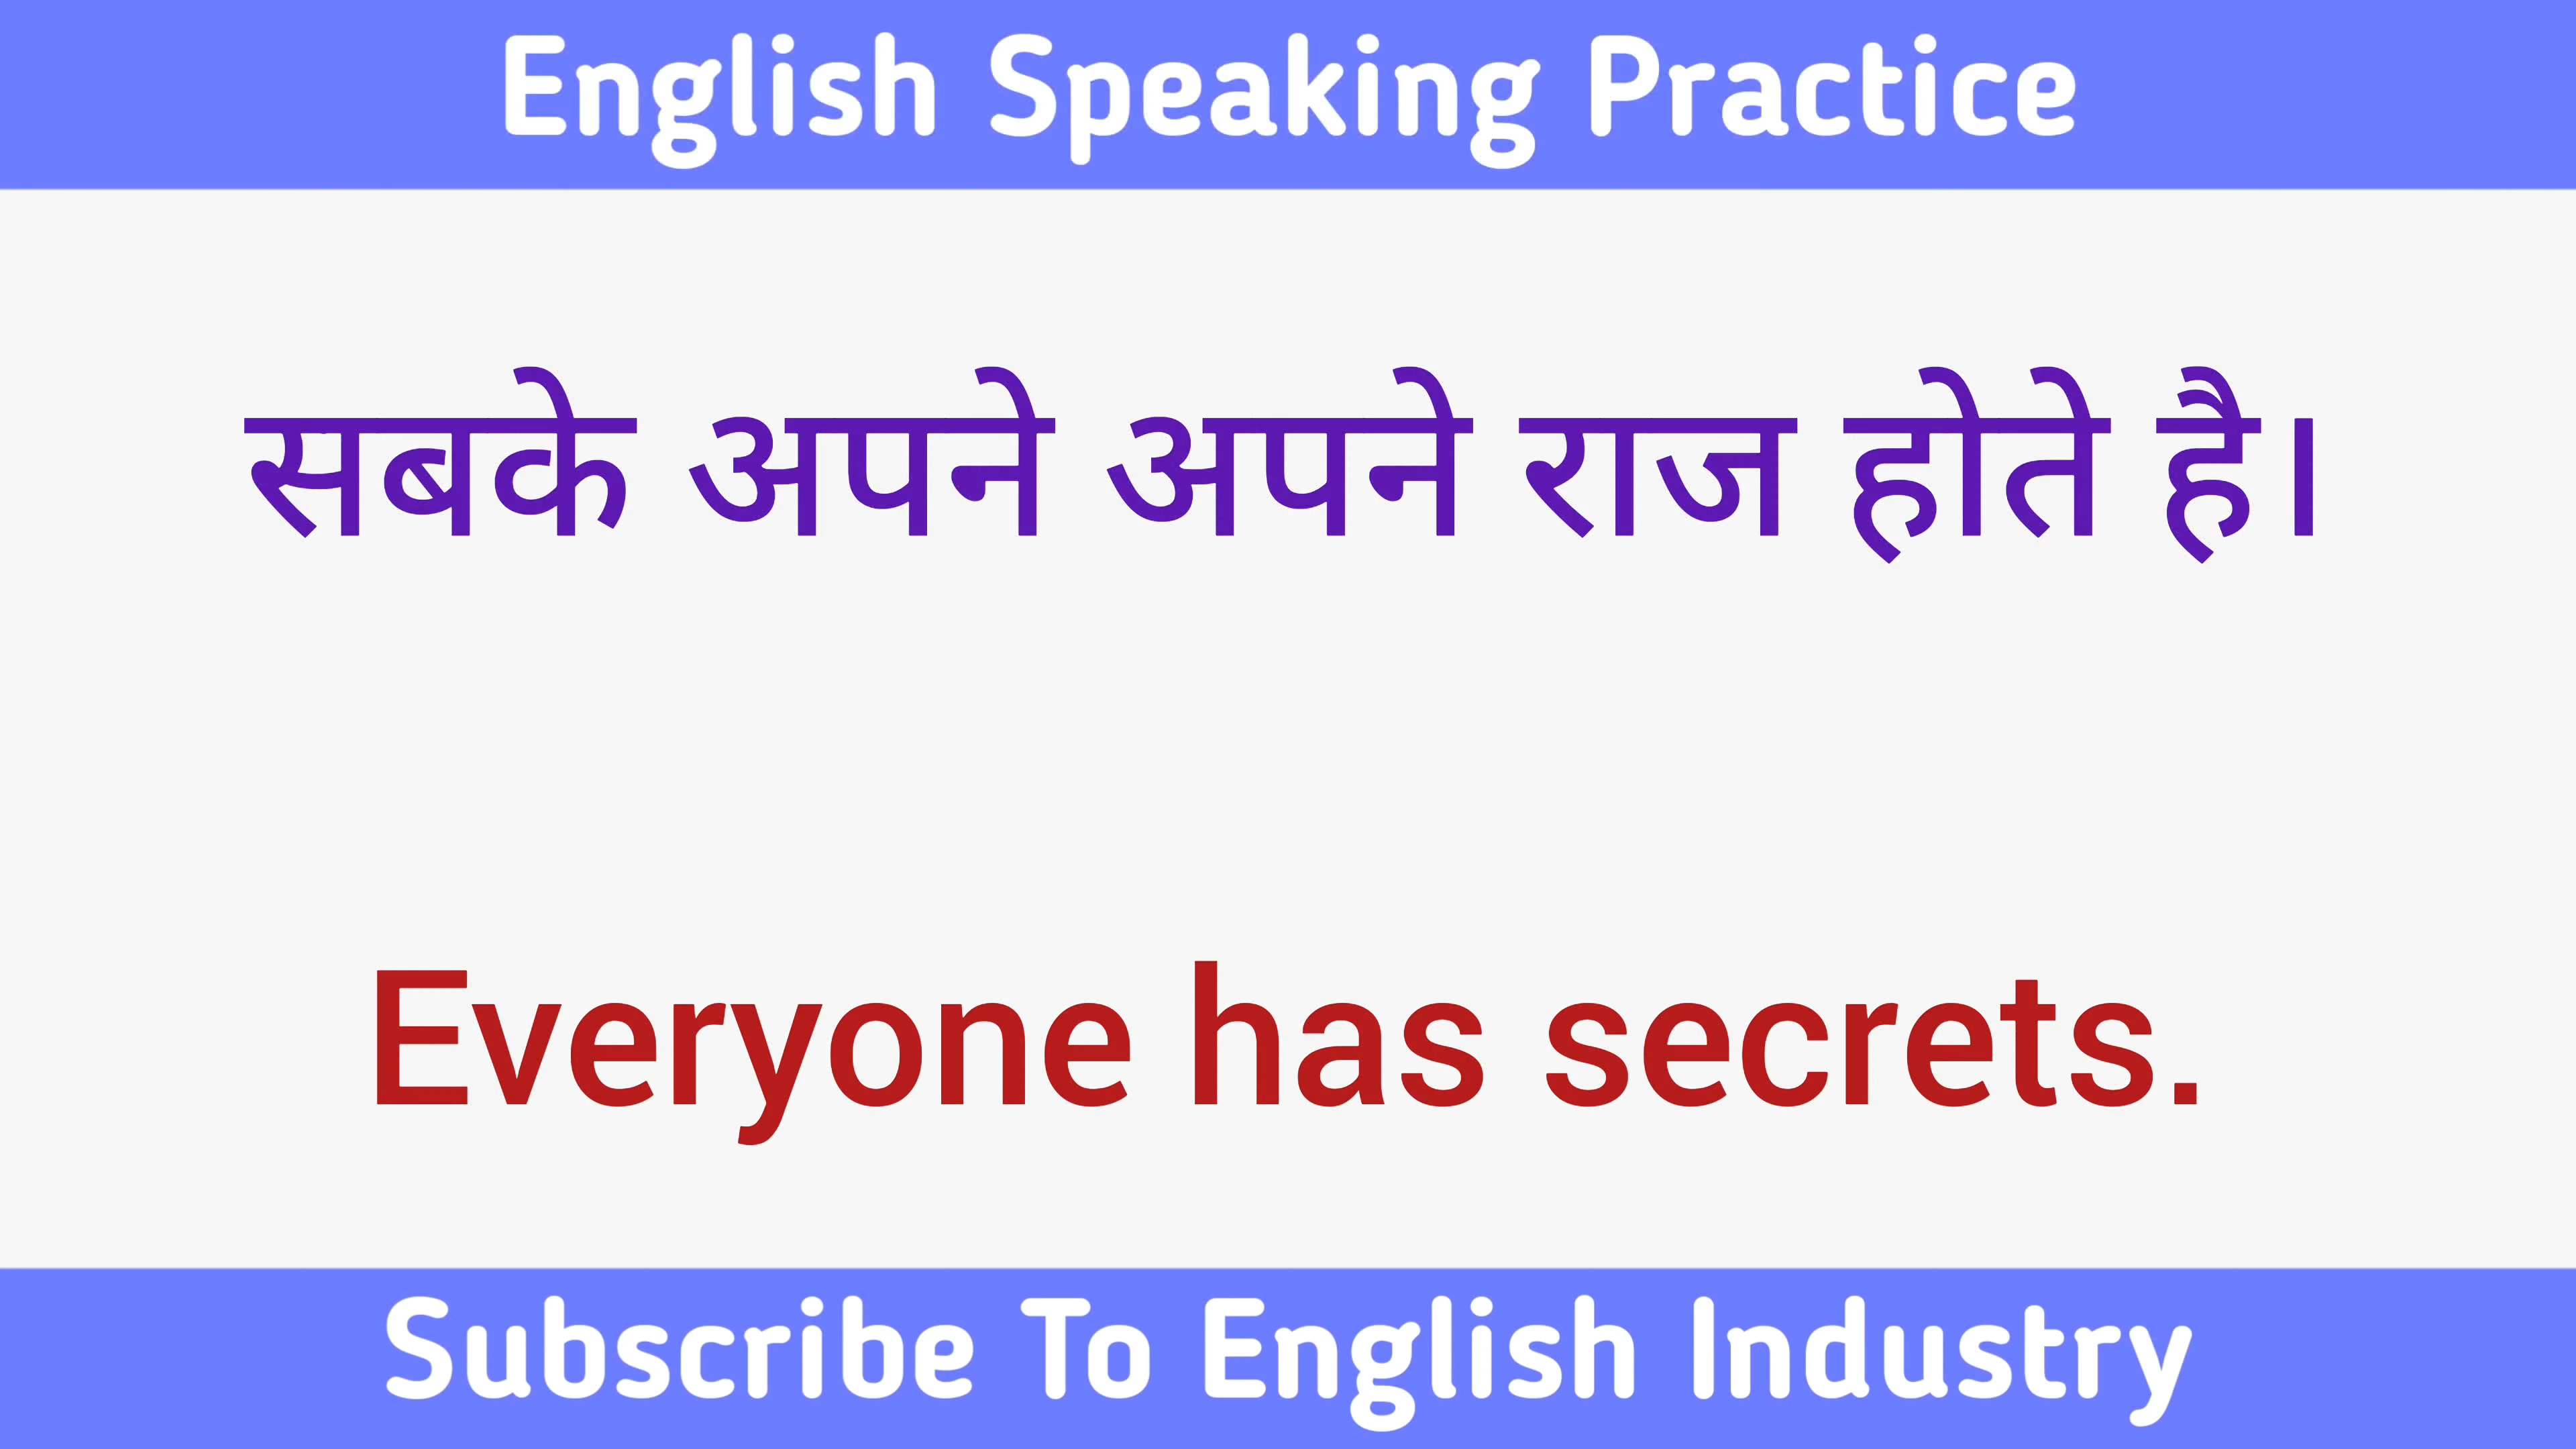 English Speaking Practice
सबके अपने अपने राज होते है।
Everyone has secrets.
Subscribe To English Industry